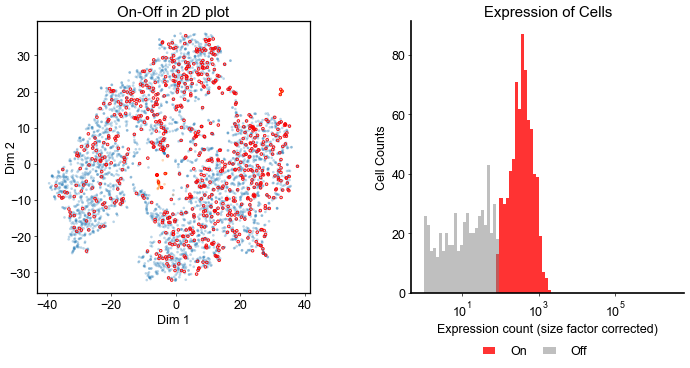 On-Off in 2D plot
Dim 2
30
20
10
0
−10
−20
−30
−40
−20
0
20
40
Dim 1
Expression of Cells
Cell Counts
80
60
40
20
0
10^1
10^3
10^5
Expression count (size factor corrected)
On
Off